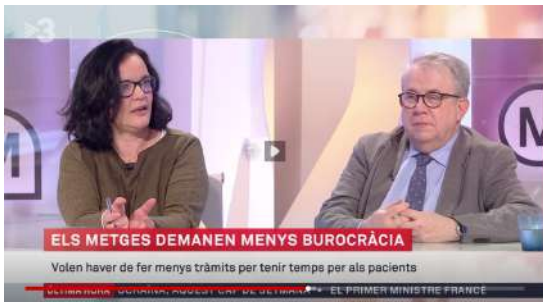 3
M
M
ELS METGES DEMANEN MENYS BUROCRÀCIA
Volen haver de fer menys tràmits per tenir temps per als pacients
ÚLTIMA HORA UCRAÏNA, AQUEST CAP DE SETMANA • EL PRIMER MINISTRE FRANCÈ